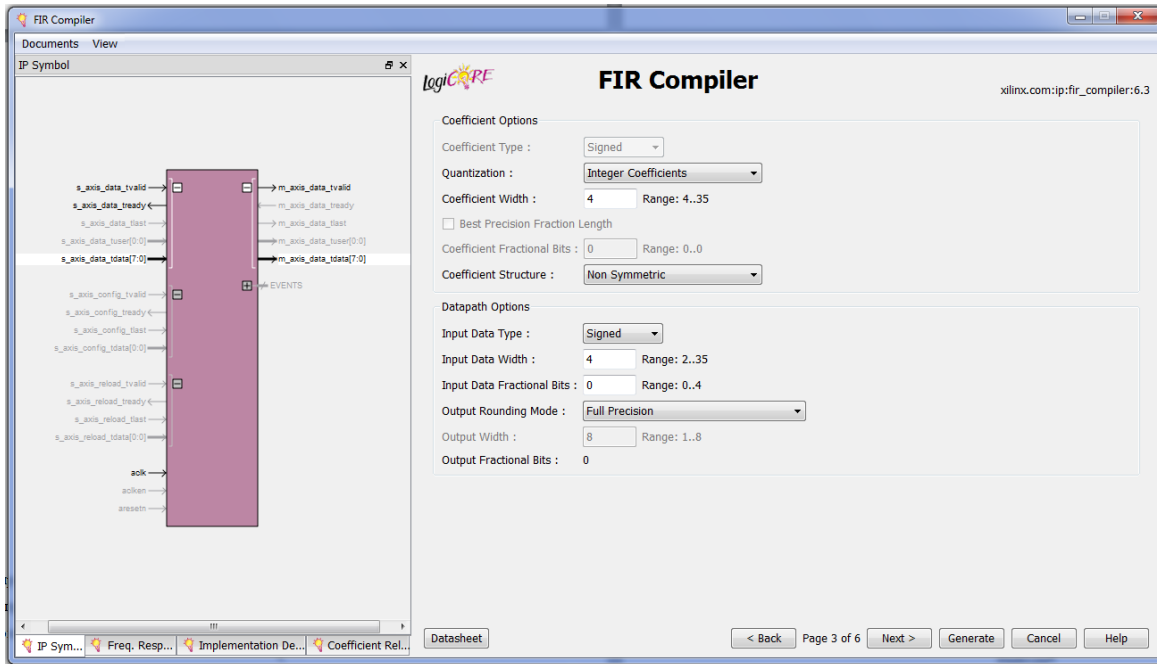 FIR Compiler
Documents View
IP Symbol
s_axis_data_tvalid
s_axis_data_tready
s_axis_data_tlast
s_axis_data_tuser[0:0]
s_axis_data_tdata[7:0]
s_axis_config_tvalid
s_axis_config_tready
s_axis_config_tlast
s_axis_config_tdata[0:0]
s_axis_reload_tvalid
s_axis_reload_tready
s_axis_reload_tlast
s_axis_reload_tdata[0:0]
aclk
aclken
aresetn
m_axis_data_tvalid
m_axis_data_tready
m_axis_data_tlast
m_axis_data_tuser[0:0]
m_axis_data_tdata[7:0]
EVENTS
IP Sym... Freq. Resp... Implementation De... Coefficient Rel...
LogiCORE
FIR Compiler
xilinx.com:ip:fir_compiler:6.3
Coefficient Options
Coefficient Type : Signed
Quantization : Integer Coefficients
Coefficient Width : 4 Range: 4..35
Best Precision Fraction Length
Coefficient Fractional Bits : 0 Range: 0..0
Coefficient Structure : Non Symmetric
Datapath Options
Input Data Type : Signed
Input Data Width : 4 Range: 2..35
Input Data Fractional Bits : 0 Range: 0..4
Output Rounding Mode : Full Precision
Output Width : 8 Range: 1..8
Output Fractional Bits : 0
Datasheet < Back Page 3 of 6 Next > Generate Cancel Help